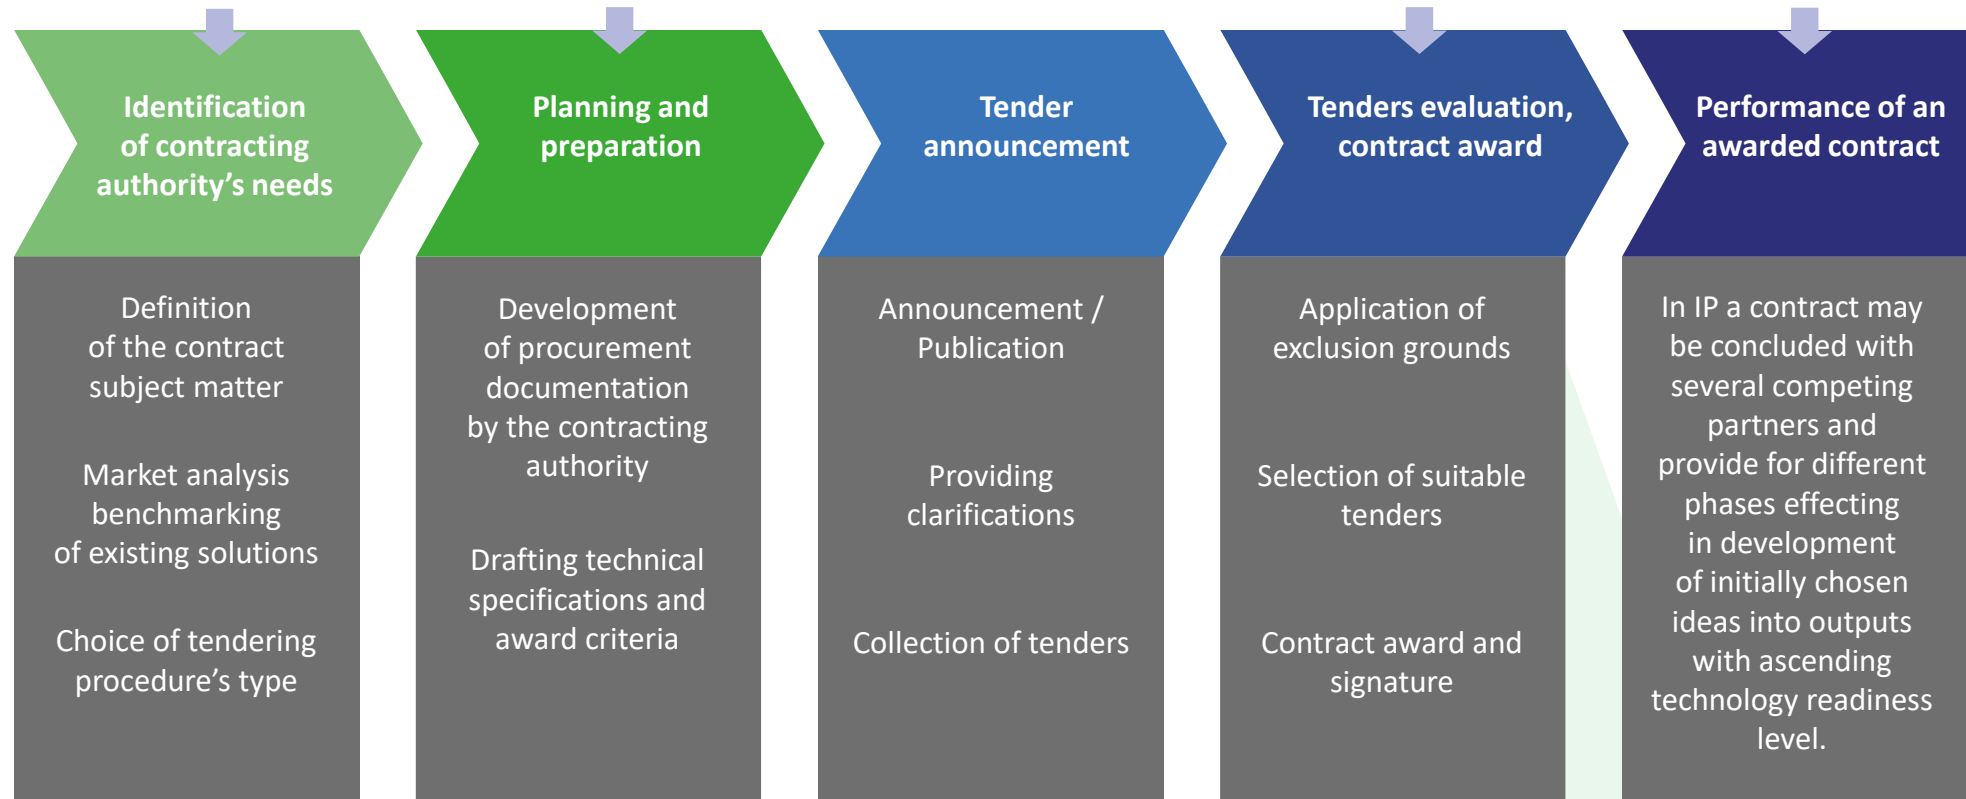 Identification
of contracting
authority’s needs
Definition
of the contract
subject matter
Market analysis
benchmarking
of existing solutions
Choice of tendering
procedure’s type
Planning and
preparation
Development
of procurement
documentation
by the contracting
authority
Drafting technical
specifications and
award criteria
Tender
announcement
Announcement /
Publication
Providing
clarifications
Collection of tenders
Tenders evaluation,
contract award
Application of
exclusion grounds
Selection of suitable
tenders
Contract award and
signature
Performance of an
awarded contract
In IP a contract may
be concluded with
several competing
partners and
provide for different
phases effecting
in development
of initially chosen
ideas into outputs
with ascending
technology readiness
level.